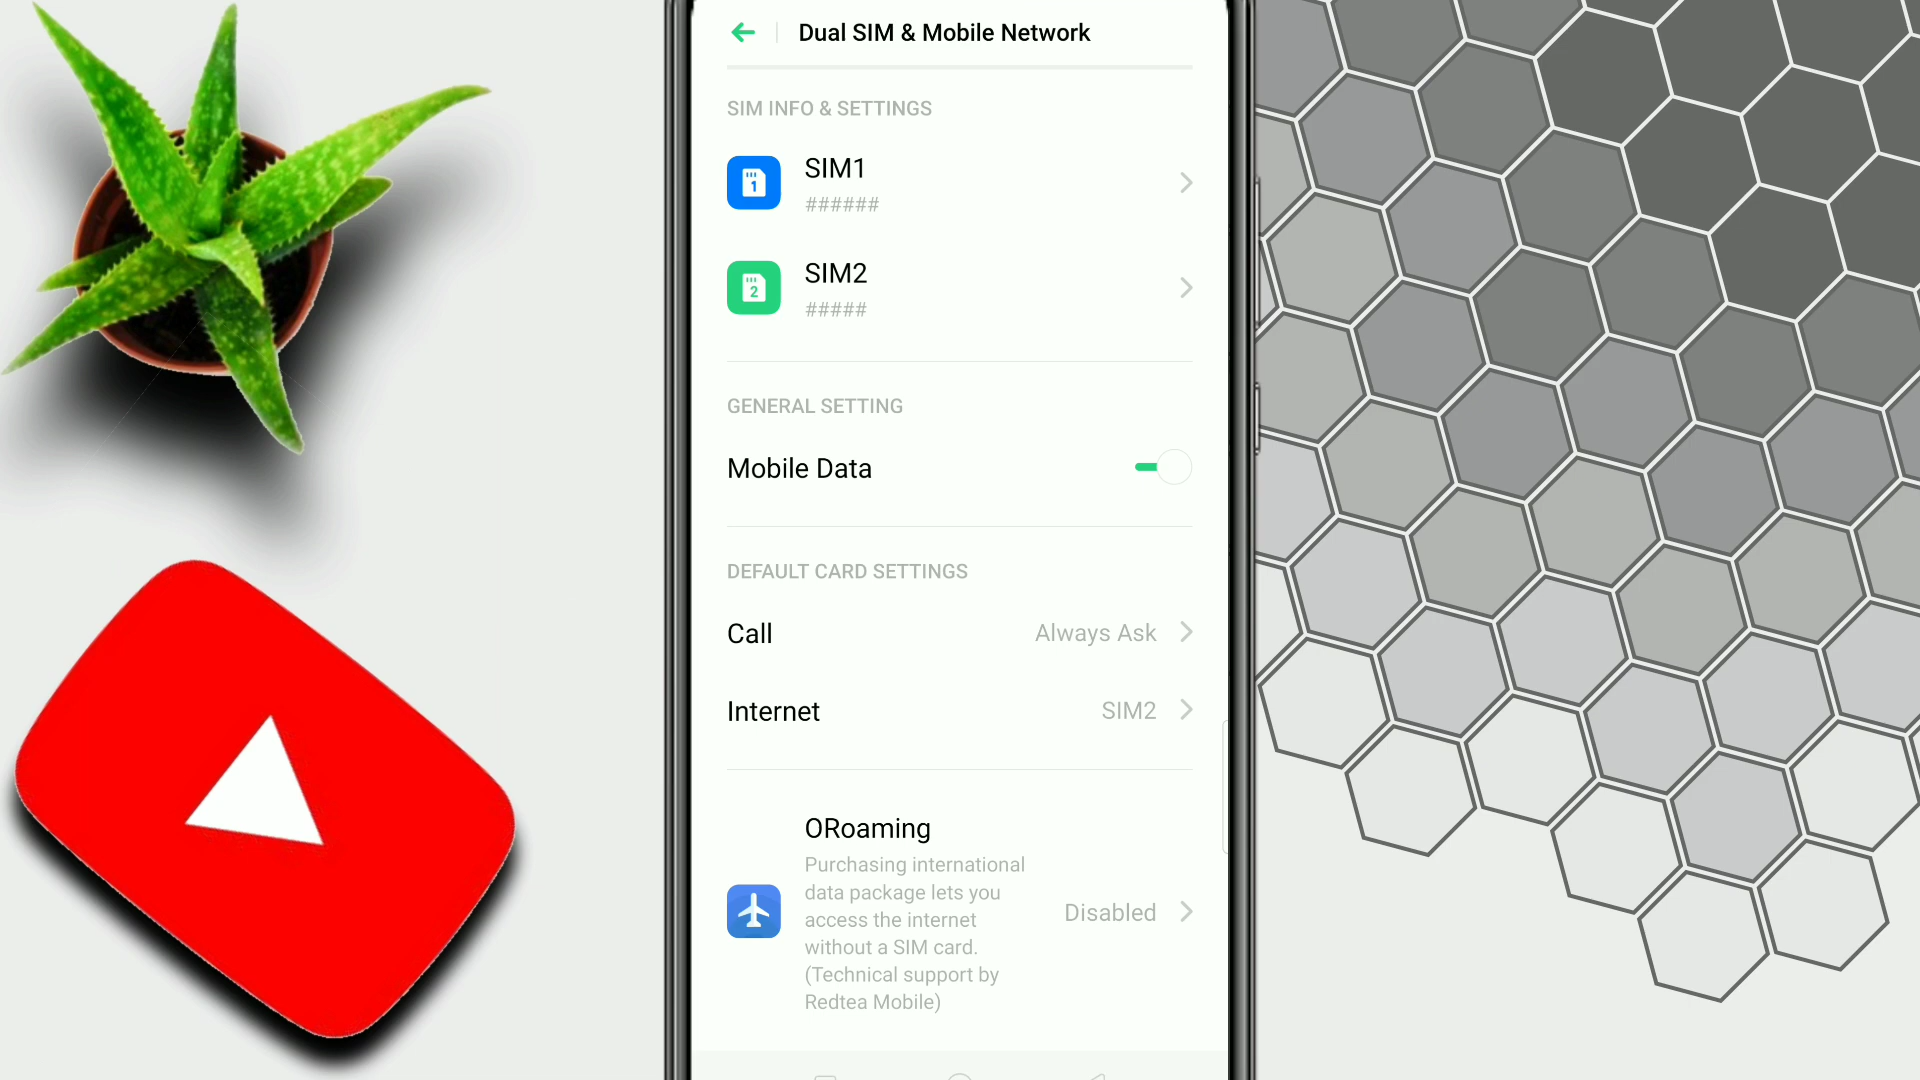 Dual SIM & Mobile Network
SIM INFO & SETTINGS
1
SIM1
######
2
SIM2
#####
GENERAL SETTING
Mobile Data
DEFAULT CARD SETTINGS
Call
Always Ask
Internet
SIM2
ORoaming
Purchasing international
data package lets you
access the internet
without a SIM card.
(Technical support by
Redtea Mobile)
Disabled